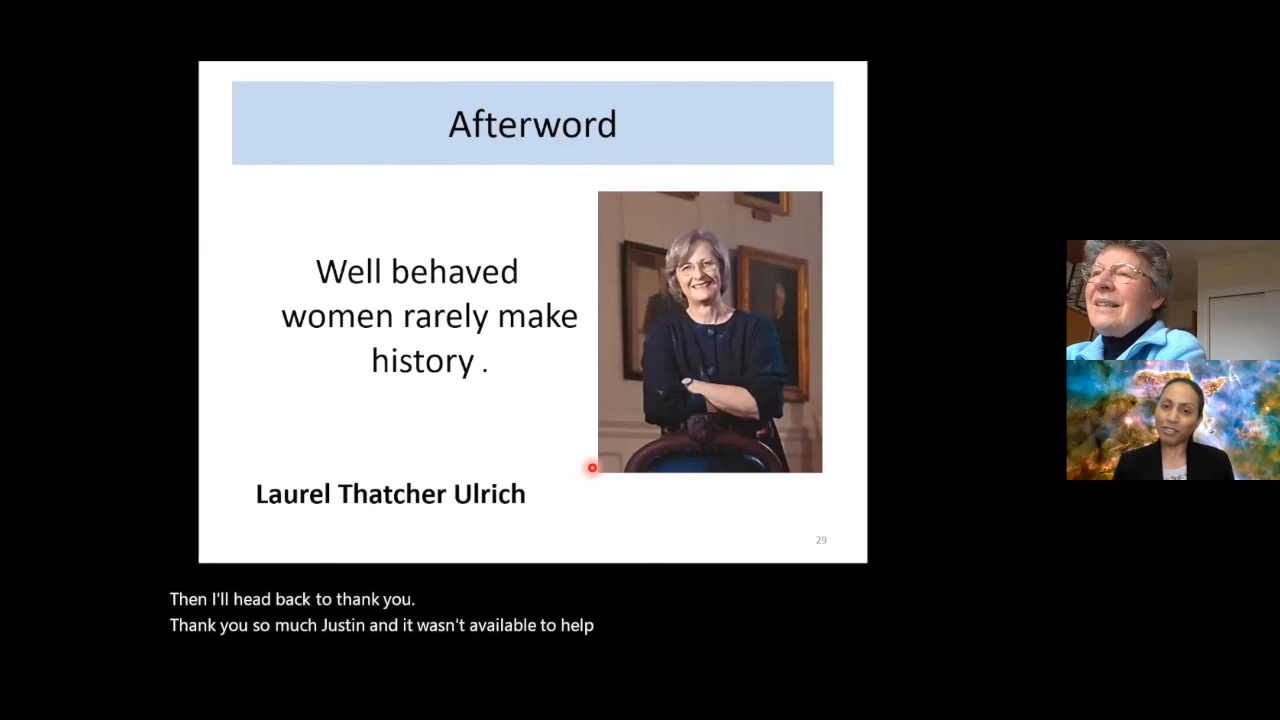 Afterword
Well behaved
women rarely make
history .
Laurel Thatcher Ulrich
29
Then I'll head back to thank you.
Thank you so much Justin and it wasn't available to help